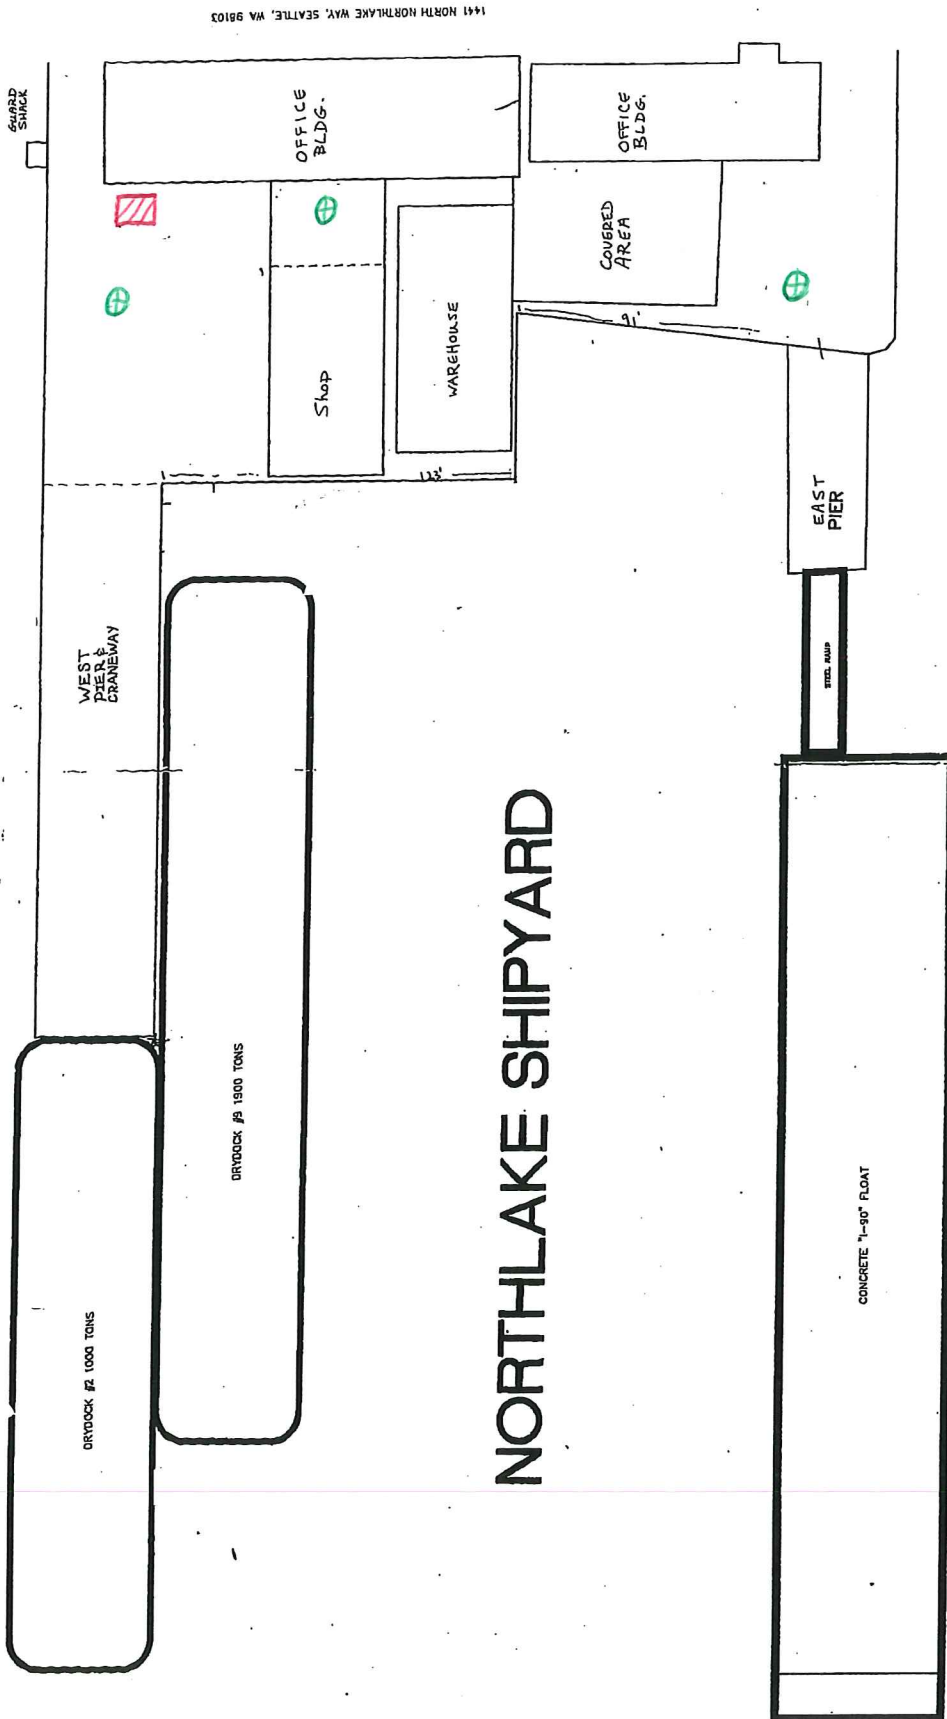 1441 NORTH NORTHLAKE WAY, SEATTLE, WA 98103
GUARD
SHACK
OFFICE
BLDG.
OFFICE
BLDG.
COVERED
AREA
WAREHOUSE
Shop
91'
123'
EAST
PIER
WEST
PIER &
CRANEWAY
STEEL RAMP
NORTHLAKE SHIPYARD
DRYDOCK #9 1900 TONS
DRYDOCK #2 1000 TONS
CONCRETE "I-90" FLOAT